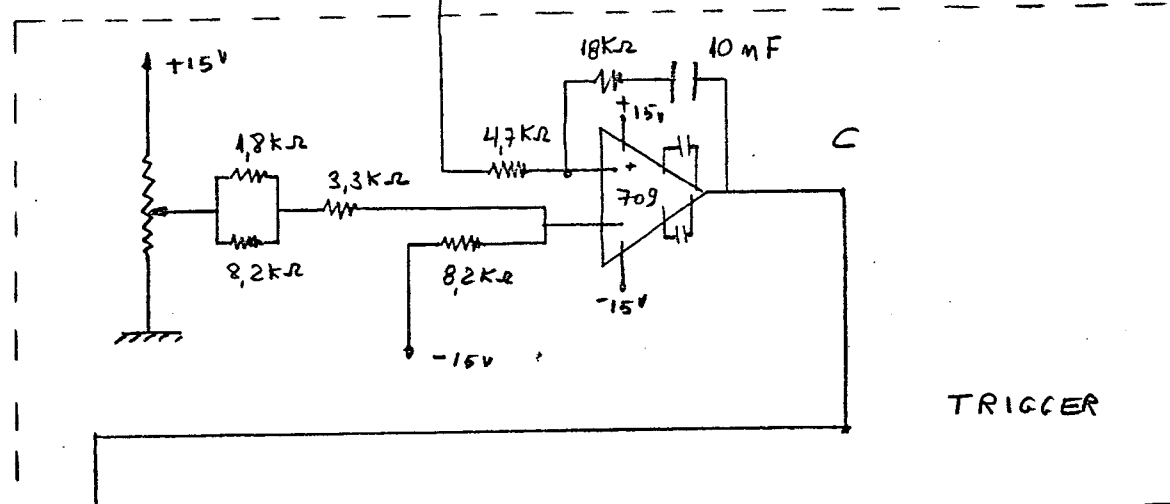 18KΩ
10 nF
+15V
+15V
1,8KΩ
4,7KΩ
C
3,3KΩ
+
709
8,2KΩ
8,2KΩ
-
-15V
-15V
TRIGGER